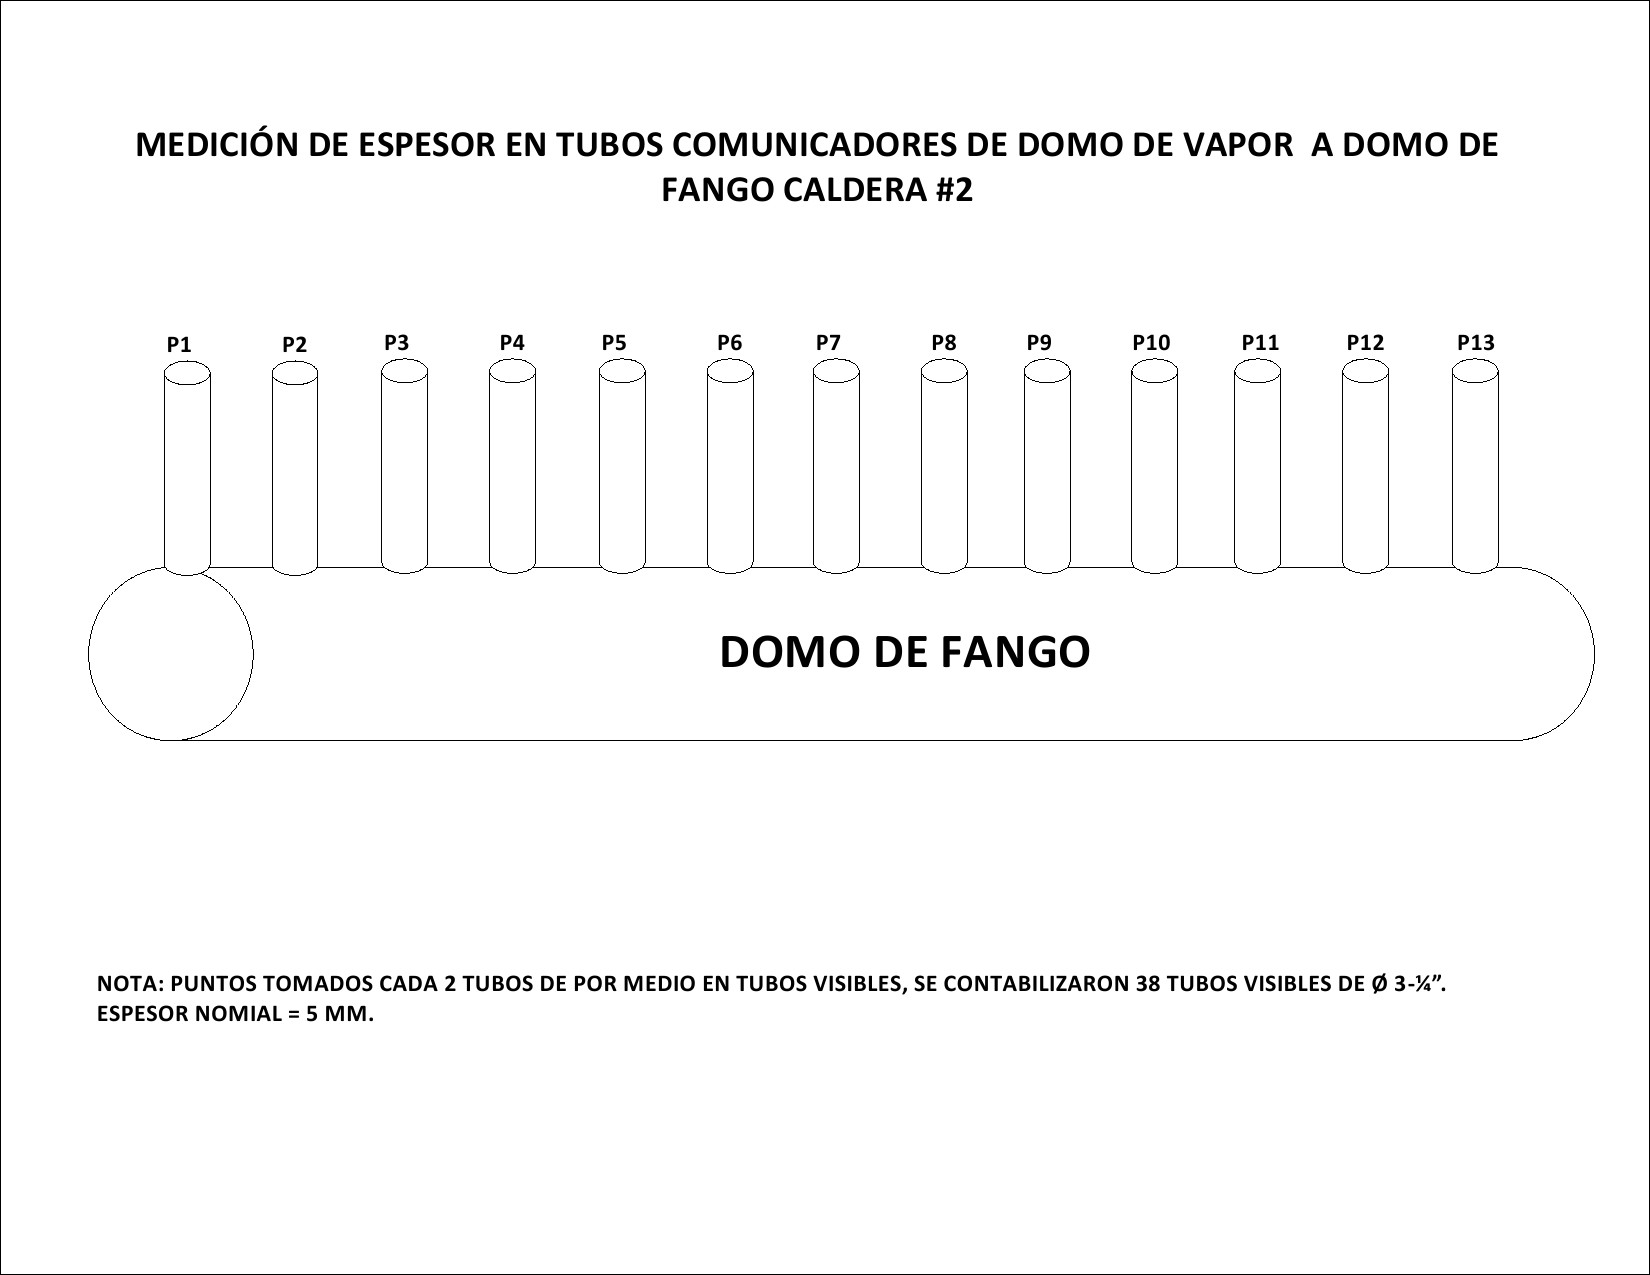 MEDICIÓN DE ESPESOR EN TUBOS COMUNICADORES DE DOMO DE VAPOR  A DOMO DE
FANGO CALDERA #2
P1 P2 P3 P4 P5 P6 P7 P8 P9 P10 P11 P12 P13
DOMO DE FANGO
NOTA: PUNTOS TOMADOS CADA 2 TUBOS DE POR MEDIO EN TUBOS VISIBLES, SE CONTABILIZARON 38 TUBOS VISIBLES DE Ø 3-¼”.
ESPESOR NOMIAL = 5 MM.